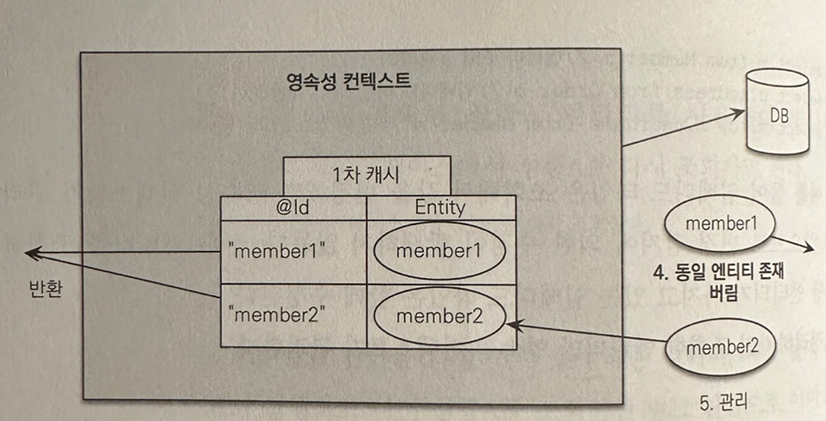 영속성 컨텍스트
DB
1차 캐시
@Id Entity
"member1" member1
"member2" member2
반환
member1
4. 동일 엔티티 존재
버림
member2
5. 관리